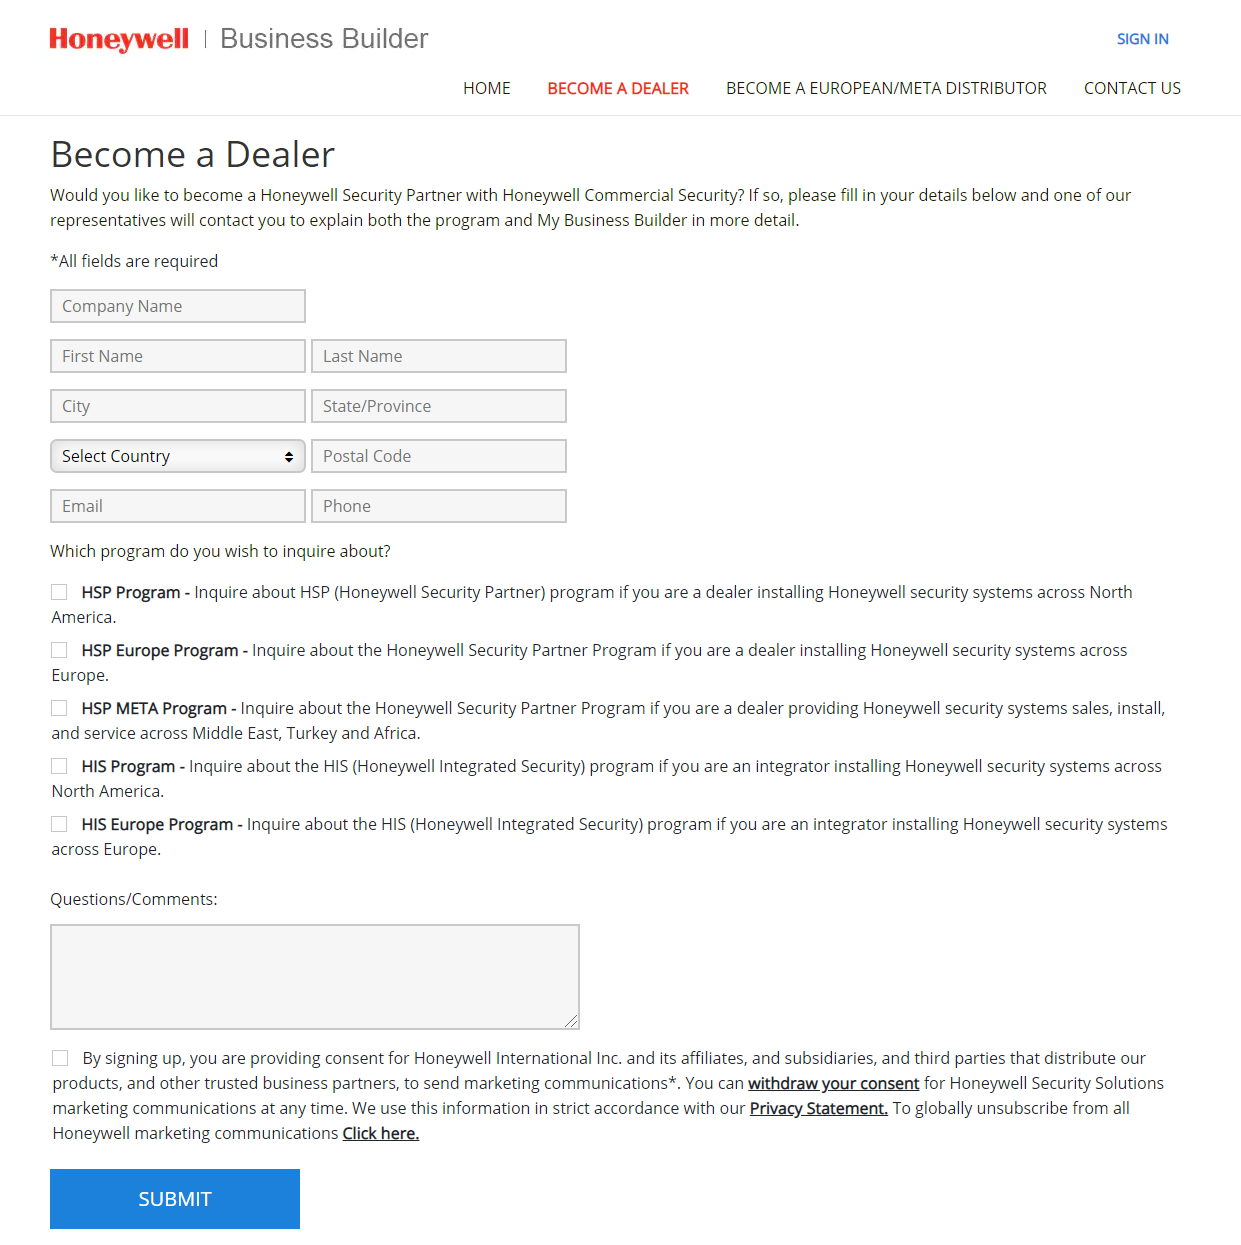 Honeywell | Business Builder
SIGN IN
HOME BECOME A DEALER BECOME A EUROPEAN/META DISTRIBUTOR CONTACT US
Become a Dealer
Would you like to become a Honeywell Security Partner with Honeywell Commercial Security? If so, please fill in your details below and one of our
representatives will contact you to explain both the program and My Business Builder in more detail.
*All fields are required
Company Name
First Name Last Name
City State/Province
Select Country Postal Code
Email Phone
Which program do you wish to inquire about?
HSP Program - Inquire about HSP (Honeywell Security Partner) program if you are a dealer installing Honeywell security systems across North
America.
HSP Europe Program - Inquire about the Honeywell Security Partner Program if you are a dealer installing Honeywell security systems across
Europe.
HSP META Program - Inquire about the Honeywell Security Partner Program if you are a dealer providing Honeywell security systems sales, install,
and service across Middle East, Turkey and Africa.
HIS Program - Inquire about the HIS (Honeywell Integrated Security) program if you are an integrator installing Honeywell security systems across
North America.
HIS Europe Program - Inquire about the HIS (Honeywell Integrated Security) program if you are an integrator installing Honeywell security systems
across Europe.
Questions/Comments:
By signing up, you are providing consent for Honeywell International Inc. and its affiliates, and subsidiaries, and third parties that distribute our
products, and other trusted business partners, to send marketing communications*. You can withdraw your consent for Honeywell Security Solutions
marketing communications at any time. We use this information in strict accordance with our Privacy Statement. To globally unsubscribe from all
Honeywell marketing communications Click here.
SUBMIT